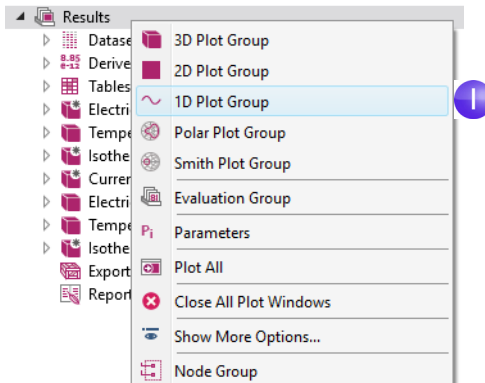 Results
Datase
3D Plot Group
8.85
e-12
Derive
2D Plot Group
Tables
1D Plot Group
1
Electri
Tempe
Polar Plot Group
Isothe
Smith Plot Group
Curren
Electri
Evaluation Group
Tempe
Pi
Parameters
Isothe
Export
Plot All
Report
Close All Plot Windows
Show More Options...
Node Group